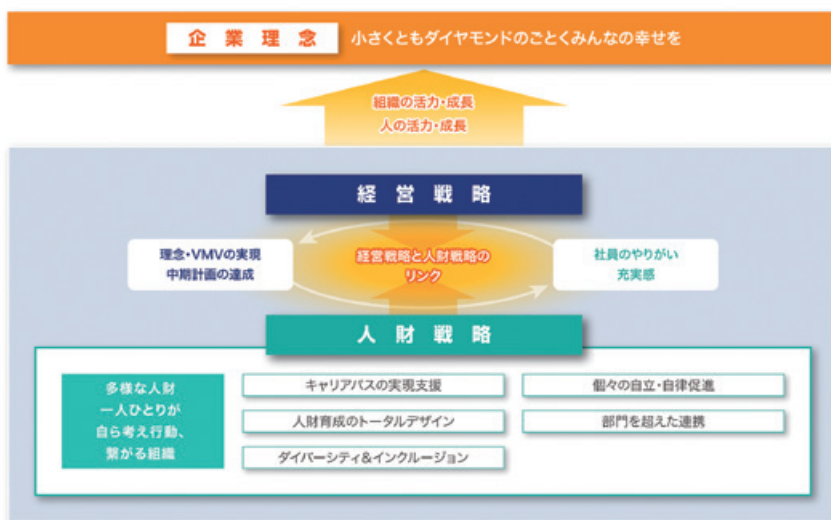 企業理念 小さくともダイヤモンドのごとくみんなの幸せを
組織の活力・成長
人の活力・成長
経営戦略
理念・VMVの実現
中期計画の達成
経営戦略と人財戦略の
リンク
社員のやりがい
充実感
人財戦略
多様な人財
一人ひとりが
自ら考え行動、
繋がる組織
キャリアパスの実現支援
個々の自立・自律促進
人財育成のトータルデザイン
部門を超えた連携
ダイバーシティ&インクルージョン